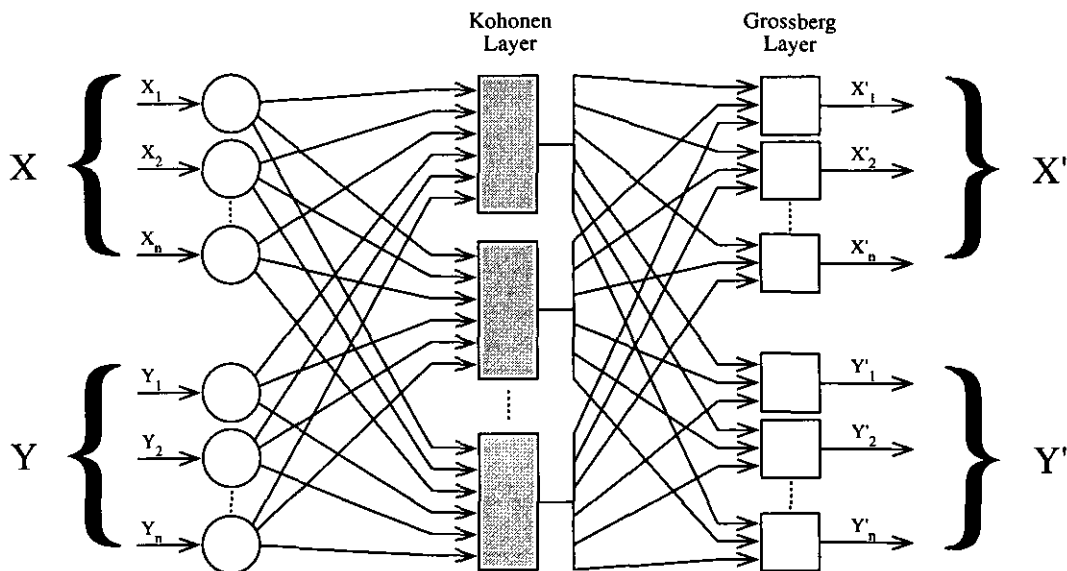 Kohonen
Layer
Grossberg
Layer
X
X₁
X₂
Xₙ
X'₁
X'₂
X'ₙ
X'
Y
Y₁
Y₂
Yₙ
Y'₁
Y'₂
Y'ₙ
Y'